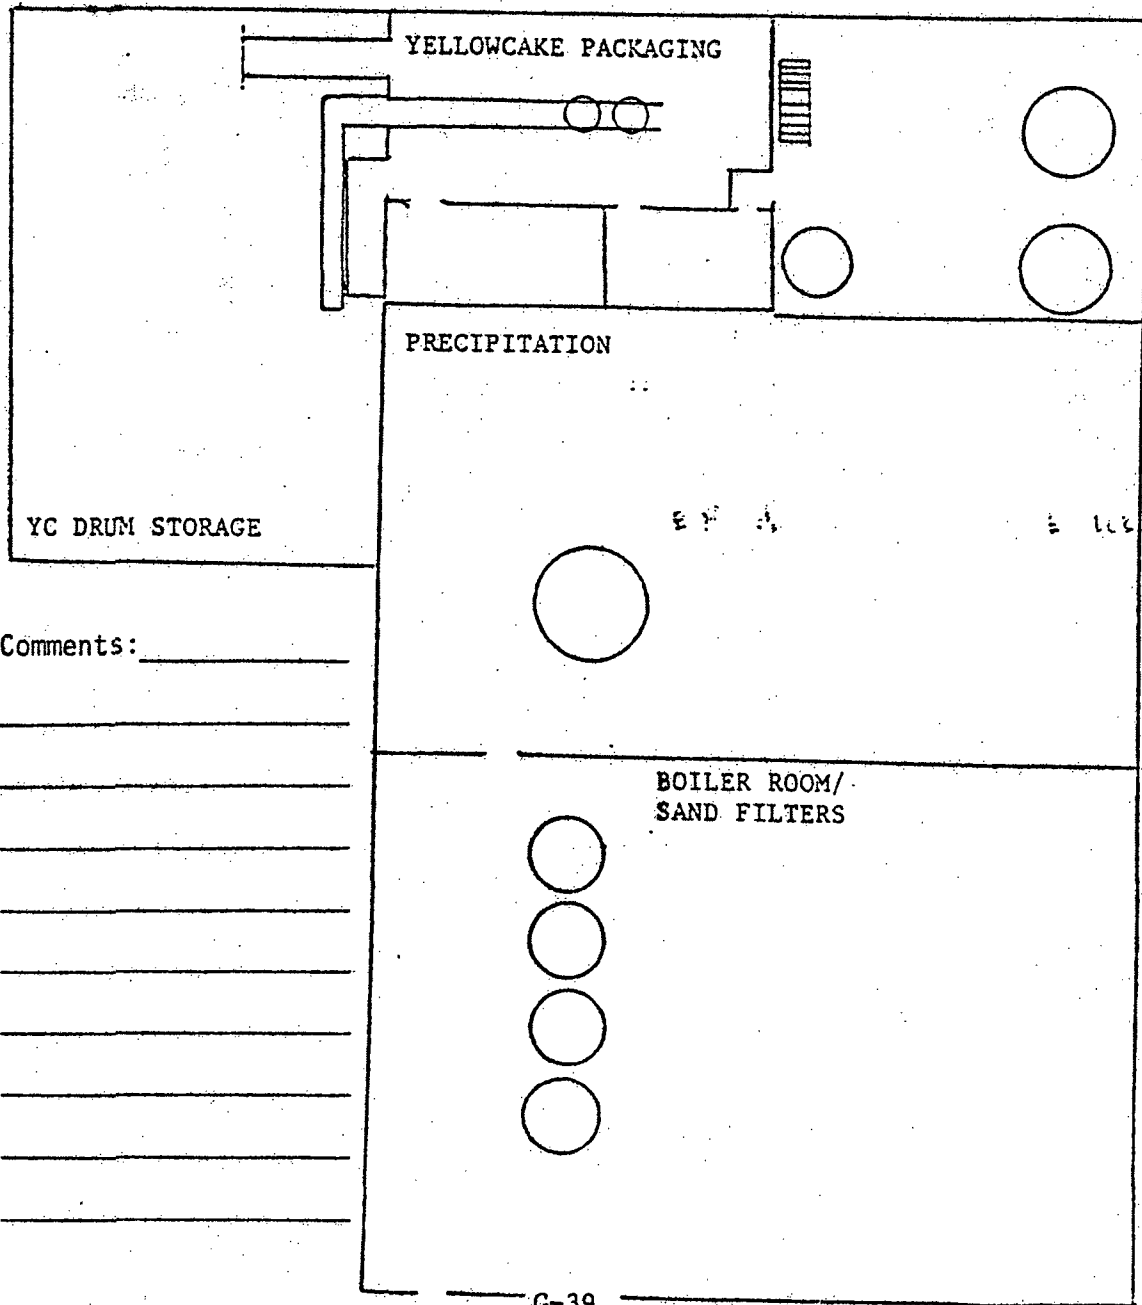 YELLOWCAKE PACKAGING
PRECIPITATION
YC DRUM STORAGE
Comments:
BOILER ROOM/
SAND FILTERS
G-39